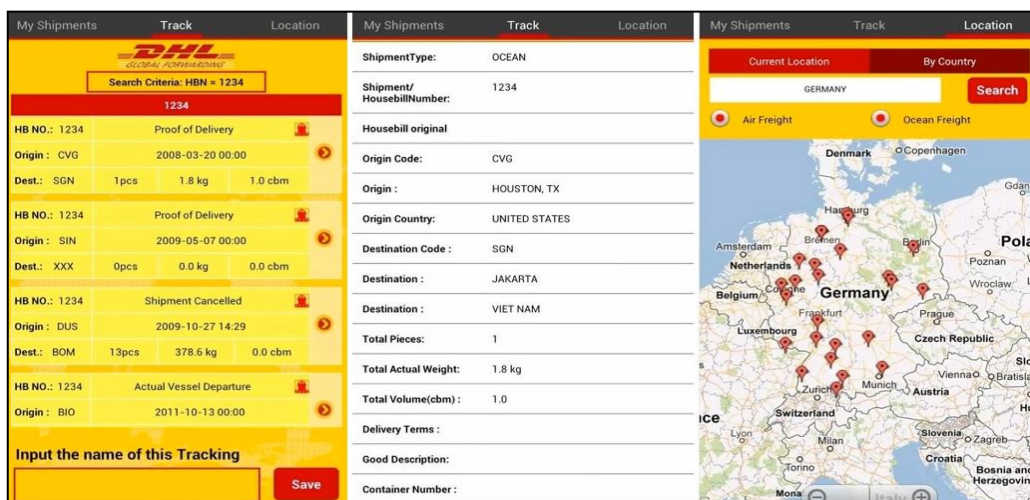 My Shipments Track Location
DHL
GLOBAL FORWARDING
Search Criteria: HBN = 1234
1234
HB NO.: 1234 Proof of Delivery
Origin : CVG 2008-03-20 00:00
Dest.: SGN 1pcs 1.8 kg 1.0 cbm
HB NO.: 1234 Proof of Delivery
Origin : SIN 2009-05-07 00:00
Dest.: XXX 0pcs 0.0 kg 0.0 cbm
HB NO.: 1234 Shipment Cancelled
Origin : DUS 2009-10-27 14:29
Dest.: BOM 13pcs 378.6 kg 0.0 cbm
HB NO.: 1234 Actual Vessel Departure
Origin : BIO 2011-10-13 00:00
Input the name of this Tracking
Save
My Shipments Track Location
ShipmentType: OCEAN
Shipment/
HousebillNumber: 1234
Housebill original
Origin Code: CVG
Origin : HOUSTON, TX
Origin Country: UNITED STATES
Destination Code : SGN
Destination : JAKARTA
Destination : VIET NAM
Total Pieces: 1
Total Actual Weight: 1.8 kg
Total Volume(cbm) : 1.0
Delivery Terms :
Good Description:
Container Number :
My Shipments Track Location
Current Location By Country
GERMANY Search
Air Freight Ocean Freight
Denmark Copenhagen
Gdan
Hamburg
Bremen Berlin
Amsterdam Pola
Poznan
Netherlands
Wroclaw
Cologne
Belgium Germany
Frankfurt Prague
Luxembourg Czech Republic
Slo
Vienna Bratisla
Zurich Munich Austria
Switzerland Hu
ice
Lyon Slovenia Zagreb
Milan
Croatia
Torino Bosnia and
Herzegovin
Mona Italy